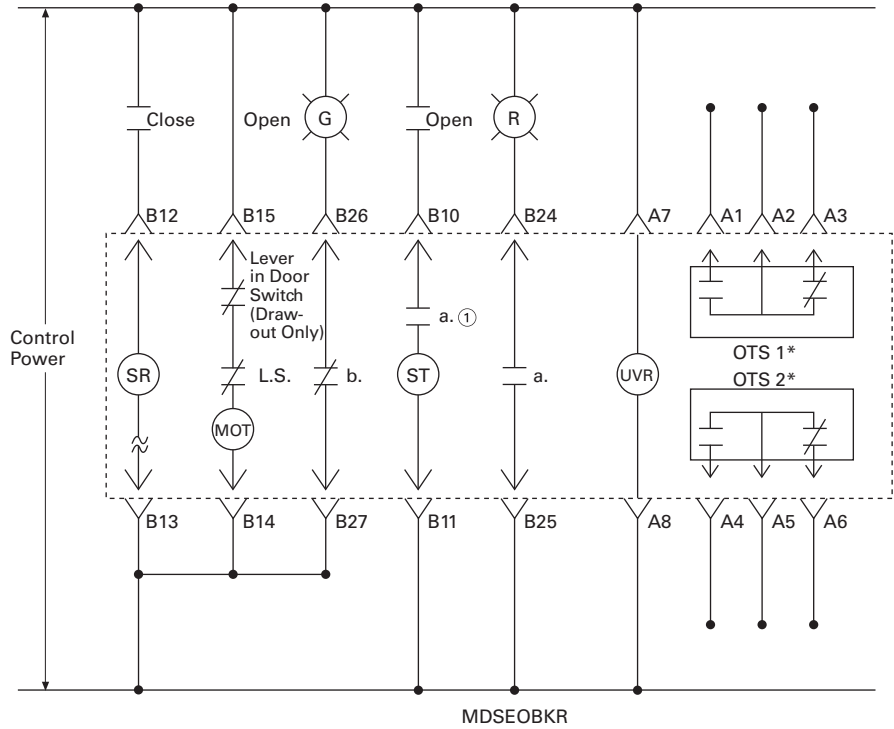 Close
Open
G
Open
R
B12
B15
B26
B10
B24
A7
A1
A2
A3
Lever
in Door
Switch
(Draw-
out Only)
a. ①
Control
Power
OTS 1*
OTS 2*
SR
L.S.
b.
ST
a.
UVR
MOT
B13
B14
B27
B11
B25
A8
A4
A5
A6
MDSEOBKR